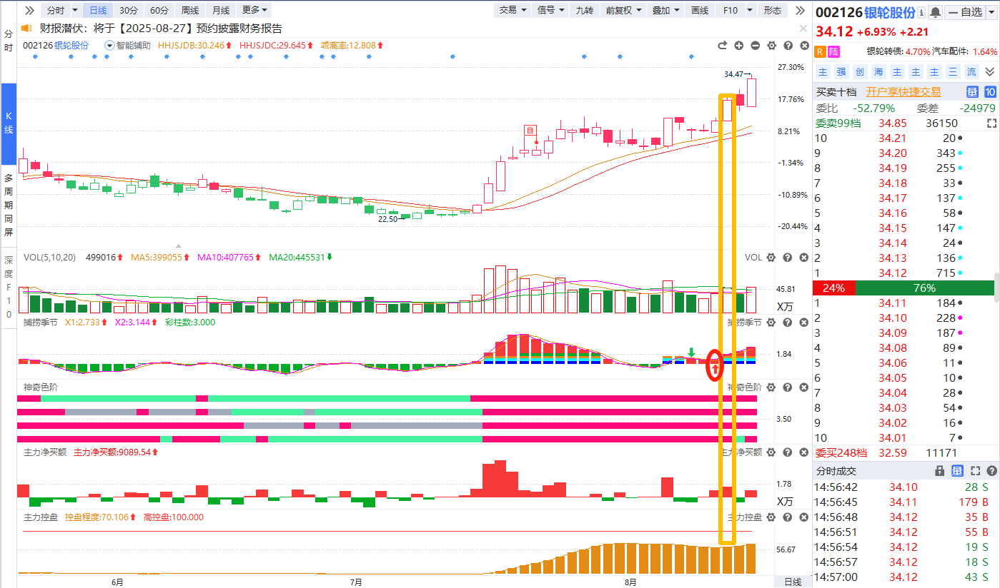 分时 日线 30分 60分 周线 月线 更多 交易 信号 九转 前复权 叠加 画线 F10 形态
财报潜伏：将于【2025-08-27】预约披露财务报告
002126 银轮股份 智能辅助 HHJSJDB:30.246 HHJSJDC:29.645 乖离率:12.808
分时
K线
多周期同屏
深度F10
34.47
27.30%
17.76%
自
8.21%
-1.34%
-10.89%
22.50
-20.44%
VOL(5,10,20) 499016 MA5:399055 MA10:407765 MA20:445531 VOL
45.81
X万
捕捞季节 X1:2.733 X2:3.144 彩柱数:3.000 捕捞季节
1.84
神奇色阶 神奇色阶
3.50
主力净买额 主力净买额:9089.54 主力净买额
1.78
X万
主力控盘 控盘程度:70.106 高控盘:100.000 主力控盘
56.67
6月 7月 8月 日线
002126 银轮股份 自选
34.12 +6.93% +2.21
R 陆 银轮转债: 4.70% 汽车配件: 1.64%
主 强 创 海 主 主 主 三 流
买卖十档 开户享快捷交易 量 10
委比 -52.79% 委差 -24979
委卖99档 34.85 36150
10 34.21 20
9 34.20 343
8 34.19 255
7 34.18 33
6 34.17 137
5 34.16 58
4 34.15 147
3 34.14 24
2 34.13 136
1 34.12 715
24% 76%
1 34.11 184
2 34.10 228
3 34.09 187
4 34.08 89
5 34.06 11
6 34.05 10
7 34.04 28
8 34.03 54
9 34.02 16
10 34.01 7
委买248档 32.59 11171
分时成交 量
14:56:42 34.10 28 S
14:56:45 34.11 179 B
14:56:48 34.12 35 B
14:56:51 34.12 55 B
14:56:54 34.12 19 S
14:56:57 34.12 18 S
14:57:00 34.12 43 S